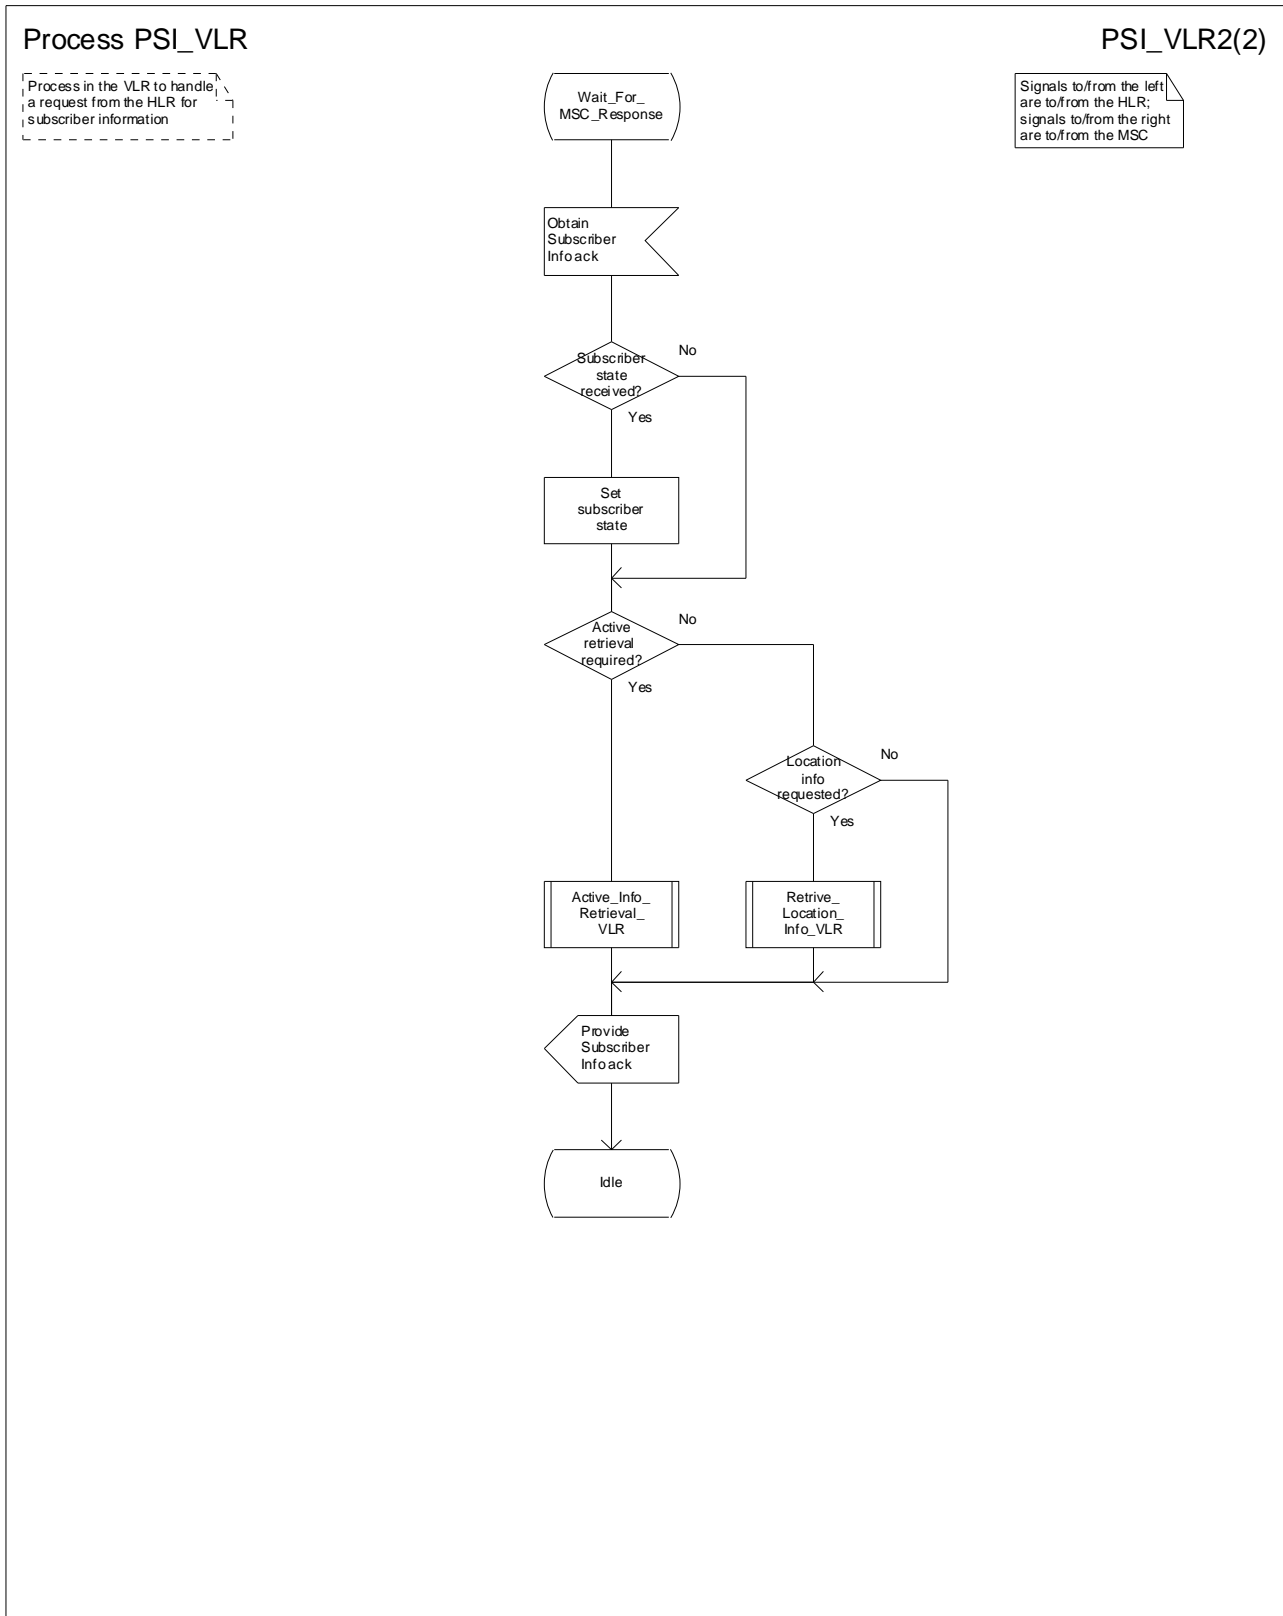 Process PSI_VLR
PSI_VLR2(2)
Process in the VLR to handle
a request from the HLR for
subscriber information
Signals to/from the left
are to/from the HLR;
signals to/from the right
are to/from the MSC
Wait_For_
MSC_Response
Obtain
Subscriber
Info ack
Subscriber
state
received?
No
Yes
Set
subscriber
state
Active
retrieval
required?
No
Yes
Location
info
requested?
No
Yes
Active_Info_
Retrieval_
VLR
Retrive_
Location_
Info_VLR
Provide
Subscriber
Info ack
Idle